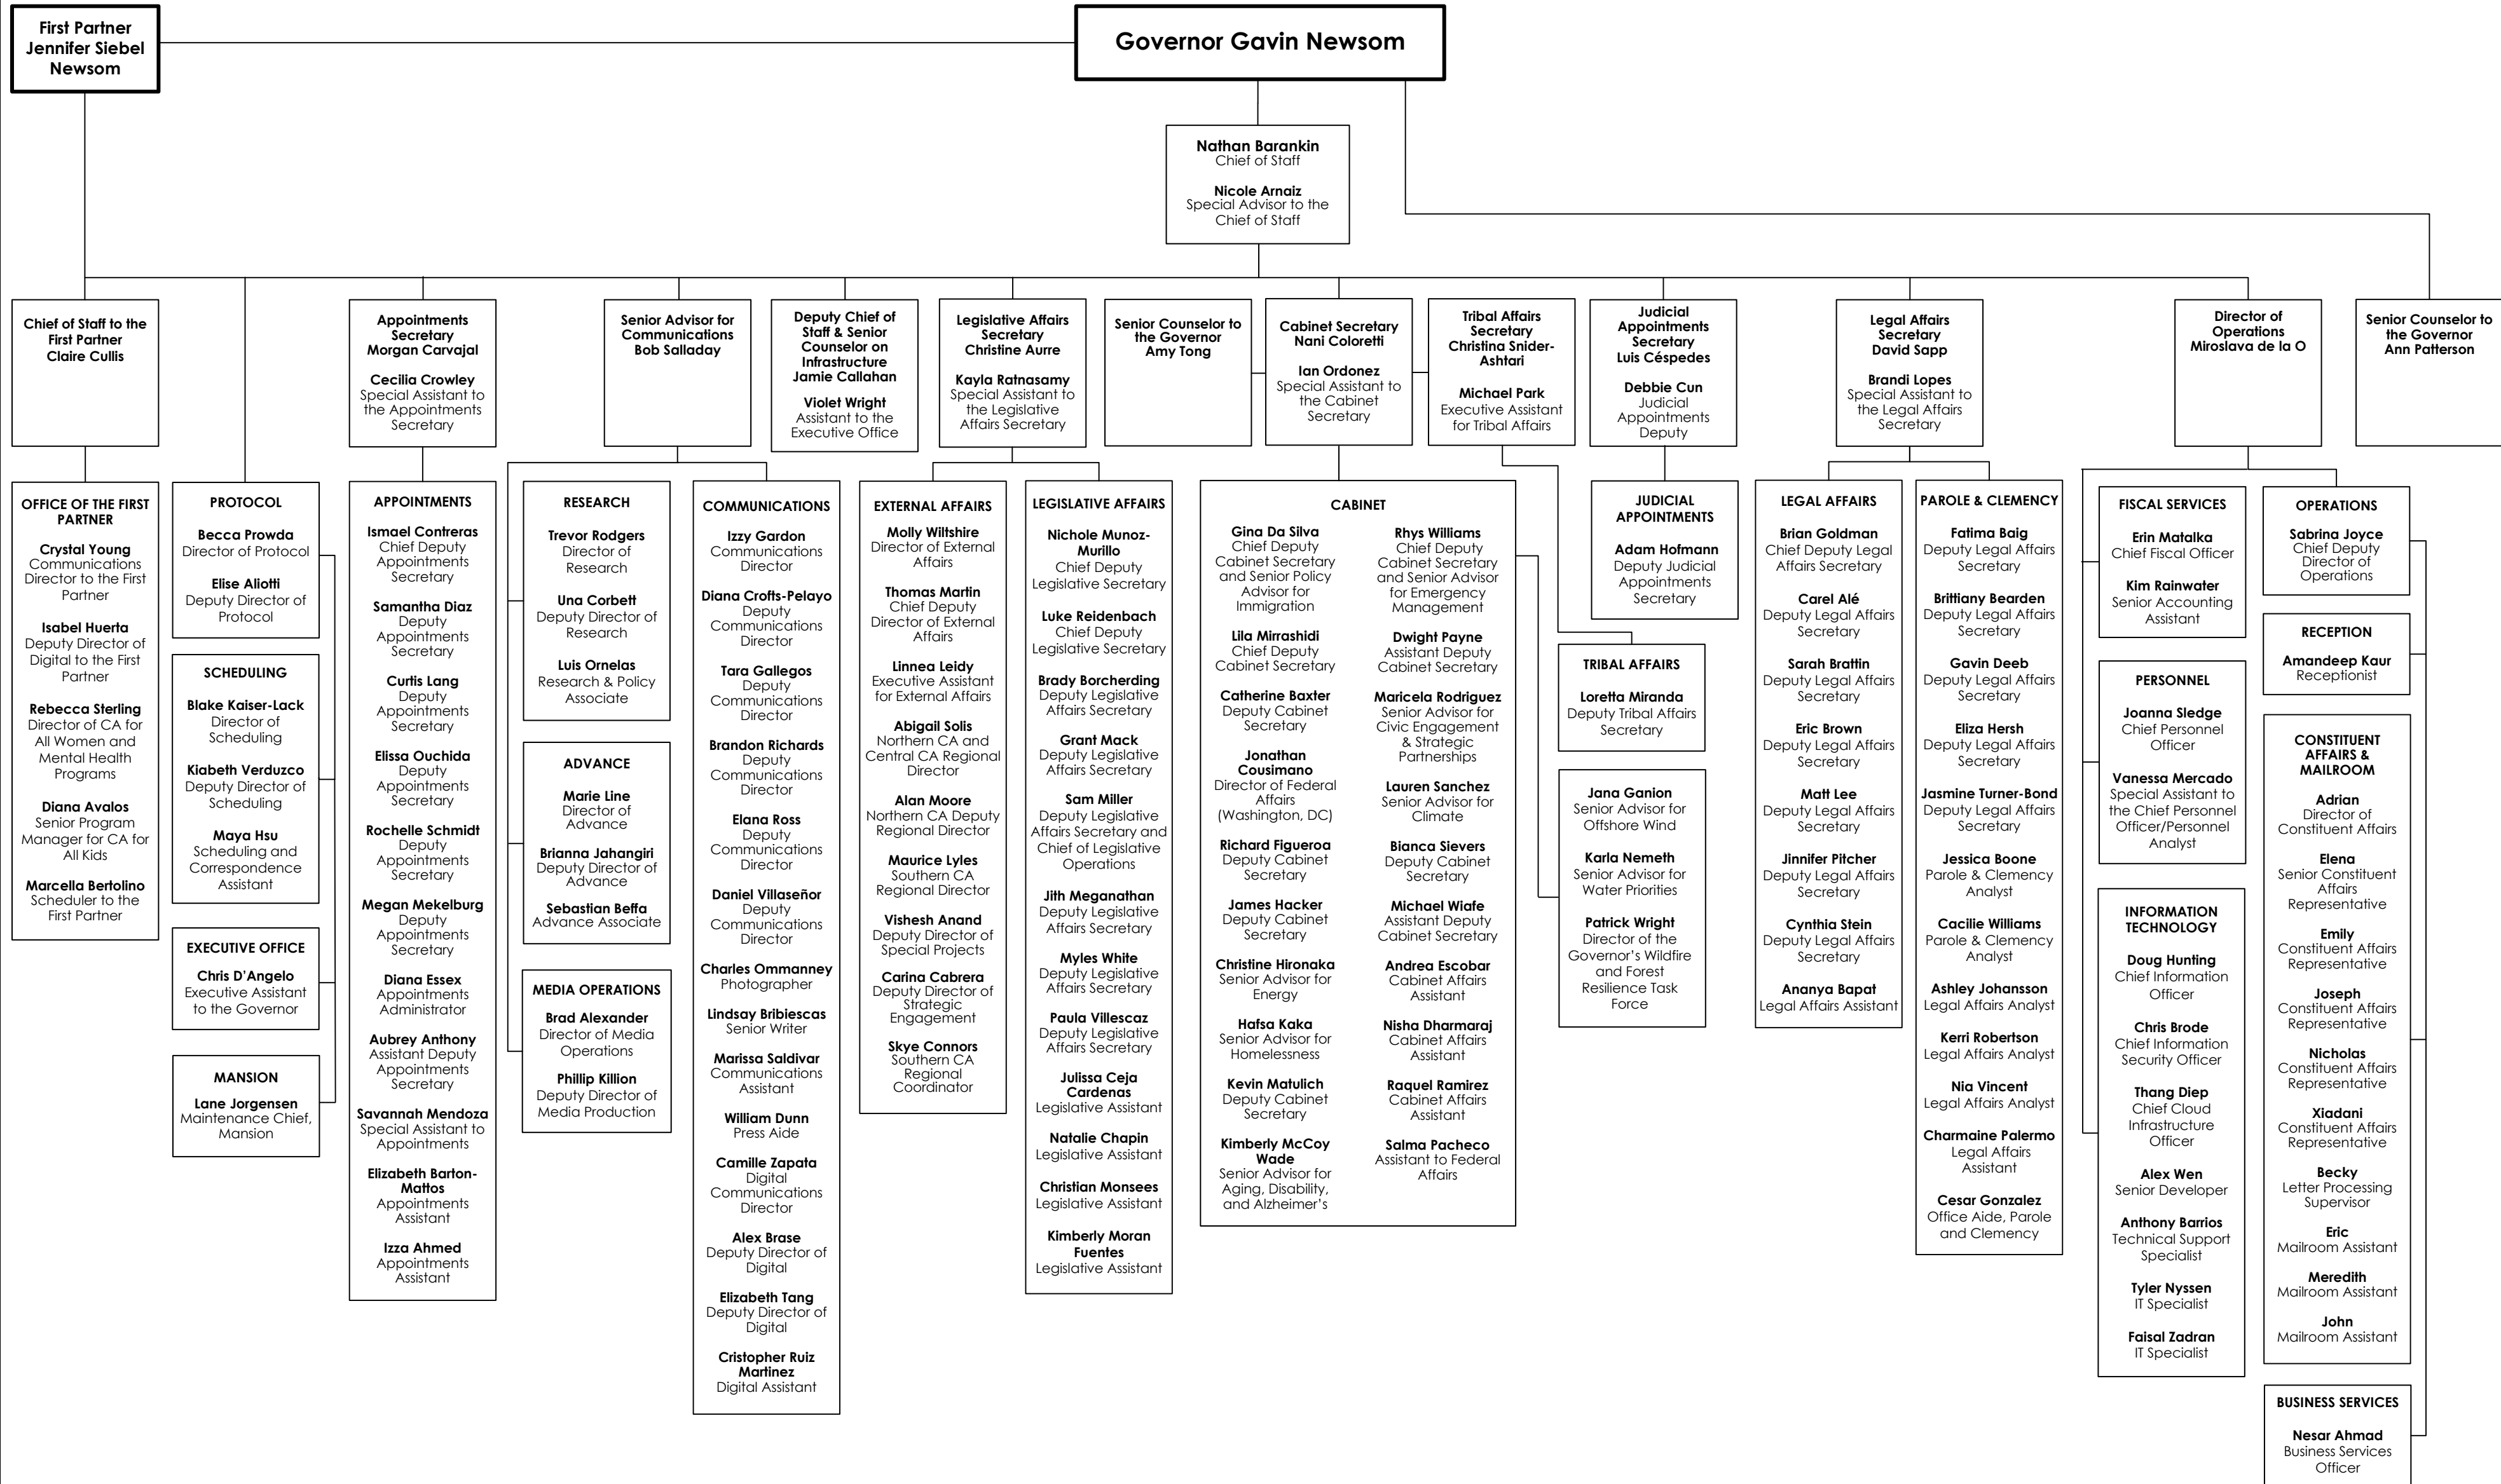 First Partner
Jennifer Siebel
Newsom
Governor Gavin Newsom
Nathan Barankin
Chief of Staff
Nicole Arnaiz
Special Advisor to the
Chief of Staff
Chief of Staff to the
First Partner
Claire Cullis
Appointments
Secretary
Morgan Carvajal
Cecilia Crowley
Special Assistant to
the Appointments
Secretary
Senior Advisor for
Communications
Bob Salladay
Deputy Chief of
Staff & Senior
Counselor on
Infrastructure
Jamie Callahan
Violet Wright
Assistant to the
Executive Office
Legislative Affairs
Secretary
Christine Aurre
Kayla Ratnasamy
Special Assistant to
the Legislative
Affairs Secretary
Senior Counselor to
the Governor
Amy Tong
Cabinet Secretary
Nani Coloretti
Ian Ordonez
Special Assistant to
the Cabinet
Secretary
Tribal Affairs
Secretary
Christina Snider-
Ashtari
Michael Park
Executive Assistant
for Tribal Affairs
Judicial
Appointments
Secretary
Luis Céspedes
Debbie Cun
Judicial
Appointments
Deputy
Legal Affairs
Secretary
David Sapp
Brandi Lopes
Special Assistant to
the Legal Affairs
Secretary
Director of
Operations
Miroslava de la O
Senior Counselor to
the Governor
Ann Patterson
OFFICE OF THE FIRST
PARTNER
Crystal Young
Communications
Director to the First
Partner
Isabel Huerta
Deputy Director of
Digital to the First
Partner
Rebecca Sterling
Director of CA for
All Women and
Mental Health
Programs
Diana Avalos
Senior Program
Manager for CA for
All Kids
Marcella Bertolino
Scheduler to the
First Partner
PROTOCOL
Becca Prowda
Director of Protocol
Elise Aliotti
Deputy Director of
Protocol
SCHEDULING
Blake Kaiser-Lack
Director of
Scheduling
Kiabeth Verduzco
Deputy Director of
Scheduling
Maya Hsu
Scheduling and
Correspondence
Assistant
EXECUTIVE OFFICE
Chris D'Angelo
Executive Assistant
to the Governor
MANSION
Lane Jorgensen
Maintenance Chief,
Mansion
APPOINTMENTS
Ismael Contreras
Chief Deputy
Appointments
Secretary
Samantha Diaz
Deputy
Appointments
Secretary
Curtis Lang
Deputy
Appointments
Secretary
Elissa Ouchida
Deputy
Appointments
Secretary
Rochelle Schmidt
Deputy
Appointments
Secretary
Megan Mekelburg
Deputy
Appointments
Secretary
Diana Essex
Appointments
Administrator
Aubrey Anthony
Assistant Deputy
Appointments
Secretary
Savannah Mendoza
Special Assistant to
Appointments
Elizabeth Barton-
Mattos
Appointments
Assistant
Izza Ahmed
Appointments
Assistant
RESEARCH
Trevor Rodgers
Director of
Research
Una Corbett
Deputy Director of
Research
Luis Ornelas
Research & Policy
Associate
ADVANCE
Marie Line
Director of
Advance
Brianna Jahangiri
Deputy Director of
Advance
Sebastian Beffa
Advance Associate
MEDIA OPERATIONS
Brad Alexander
Director of Media
Operations
Phillip Killion
Deputy Director of
Media Production
COMMUNICATIONS
Izzy Gardon
Communications
Director
Diana Crofts-Pelayo
Deputy
Communications
Director
Tara Gallegos
Deputy
Communications
Director
Brandon Richards
Deputy
Communications
Director
Elana Ross
Deputy
Communications
Director
Daniel Villaseñor
Deputy
Communications
Director
Charles Ommanney
Photographer
Lindsay Bribiescas
Senior Writer
Marissa Saldivar
Communications
Assistant
William Dunn
Press Aide
Camille Zapata
Digital
Communications
Director
Alex Brase
Deputy Director of
Digital
Elizabeth Tang
Deputy Director of
Digital
Cristopher Ruiz
Martinez
Digital Assistant
EXTERNAL AFFAIRS
Molly Wiltshire
Director of External
Affairs
Thomas Martin
Chief Deputy
Director of External
Affairs
Linnea Leidy
Executive Assistant
for External Affairs
Abigail Solis
Northern CA and
Central CA Regional
Director
Alan Moore
Northern CA Deputy
Regional Director
Maurice Lyles
Southern CA
Regional Director
Vishesh Anand
Deputy Director of
Special Projects
Carina Cabrera
Deputy Director of
Strategic
Engagement
Skye Connors
Southern CA
Regional
Coordinator
LEGISLATIVE AFFAIRS
Nichole Munoz-
Murillo
Chief Deputy
Legislative Secretary
Luke Reidenbach
Chief Deputy
Legislative Secretary
Brady Borcherding
Deputy Legislative
Affairs Secretary
Grant Mack
Deputy Legislative
Affairs Secretary
Sam Miller
Deputy Legislative
Affairs Secretary and
Chief of Legislative
Operations
Jith Meganathan
Deputy Legislative
Affairs Secretary
Myles White
Deputy Legislative
Affairs Secretary
Paula Villescaz
Deputy Legislative
Affairs Secretary
Julissa Ceja
Cardenas
Legislative Assistant
Natalie Chapin
Legislative Assistant
Christian Monsees
Legislative Assistant
Kimberly Moran
Fuentes
Legislative Assistant
CABINET
Gina Da Silva
Chief Deputy
Cabinet Secretary
and Senior Policy
Advisor for
Immigration
Lila Mirrashidi
Chief Deputy
Cabinet Secretary
Catherine Baxter
Deputy Cabinet
Secretary
Jonathan
Cousimano
Director of Federal
Affairs
(Washington, DC)
Richard Figueroa
Deputy Cabinet
Secretary
James Hacker
Deputy Cabinet
Secretary
Christine Hironaka
Senior Advisor for
Energy
Hafsa Kaka
Senior Advisor for
Homelessness
Kevin Matulich
Deputy Cabinet
Secretary
Kimberly McCoy
Wade
Senior Advisor for
Aging, Disability,
and Alzheimer's
Rhys Williams
Chief Deputy
Cabinet Secretary
and Senior Advisor
for Emergency
Management
Dwight Payne
Assistant Deputy
Cabinet Secretary
Maricela Rodriguez
Senior Advisor for
Civic Engagement
& Strategic
Partnerships
Lauren Sanchez
Senior Advisor for
Climate
Bianca Sievers
Deputy Cabinet
Secretary
Michael Wiafe
Assistant Deputy
Cabinet Secretary
Andrea Escobar
Cabinet Affairs
Assistant
Nisha Dharmaraj
Cabinet Affairs
Assistant
Raquel Ramirez
Cabinet Affairs
Assistant
Salma Pacheco
Assistant to Federal
Affairs
JUDICIAL
APPOINTMENTS
Adam Hofmann
Deputy Judicial
Appointments
Secretary
TRIBAL AFFAIRS
Loretta Miranda
Deputy Tribal Affairs
Secretary
Jana Ganion
Senior Advisor for
Offshore Wind
Karla Nemeth
Senior Advisor for
Water Priorities
Patrick Wright
Director of the
Governor's Wildfire
and Forest
Resilience Task
Force
LEGAL AFFAIRS
Brian Goldman
Chief Deputy Legal
Affairs Secretary
Carel Alé
Deputy Legal Affairs
Secretary
Sarah Brattin
Deputy Legal Affairs
Secretary
Eric Brown
Deputy Legal Affairs
Secretary
Matt Lee
Deputy Legal Affairs
Secretary
Jinnifer Pitcher
Deputy Legal Affairs
Secretary
Cynthia Stein
Deputy Legal Affairs
Secretary
Ananya Bapat
Legal Affairs Assistant
PAROLE & CLEMENCY
Fatima Baig
Deputy Legal Affairs
Secretary
Brittiany Bearden
Deputy Legal Affairs
Secretary
Gavin Deeb
Deputy Legal Affairs
Secretary
Eliza Hersh
Deputy Legal Affairs
Secretary
Jasmine Turner-Bond
Deputy Legal Affairs
Secretary
Jessica Boone
Parole & Clemency
Analyst
Cacilie Williams
Parole & Clemency
Analyst
Ashley Johansson
Legal Affairs Analyst
Kerri Robertson
Legal Affairs Analyst
Nia Vincent
Legal Affairs Analyst
Charmaine Palermo
Legal Affairs
Assistant
Cesar Gonzalez
Office Aide, Parole
and Clemency
FISCAL SERVICES
Erin Matalka
Chief Fiscal Officer
Kim Rainwater
Senior Accounting
Assistant
PERSONNEL
Joanna Sledge
Chief Personnel
Officer
Vanessa Mercado
Special Assistant to
the Chief Personnel
Officer/Personnel
Analyst
INFORMATION
TECHNOLOGY
Doug Hunting
Chief Information
Officer
Chris Brode
Chief Information
Security Officer
Thang Diep
Chief Cloud
Infrastructure
Officer
Alex Wen
Senior Developer
Anthony Barrios
Technical Support
Specialist
Tyler Nyssen
IT Specialist
Faisal Zadran
IT Specialist
OPERATIONS
Sabrina Joyce
Chief Deputy
Director of
Operations
RECEPTION
Amandeep Kaur
Receptionist
CONSTITUENT
AFFAIRS &
MAILROOM
Adrian
Director of
Constituent Affairs
Elena
Senior Constituent
Affairs
Representative
Emily
Constituent Affairs
Representative
Joseph
Constituent Affairs
Representative
Nicholas
Constituent Affairs
Representative
Xiadani
Constituent Affairs
Representative
Becky
Letter Processing
Supervisor
Eric
Mailroom Assistant
Meredith
Mailroom Assistant
John
Mailroom Assistant
BUSINESS SERVICES
Nesar Ahmad
Business Services
Officer